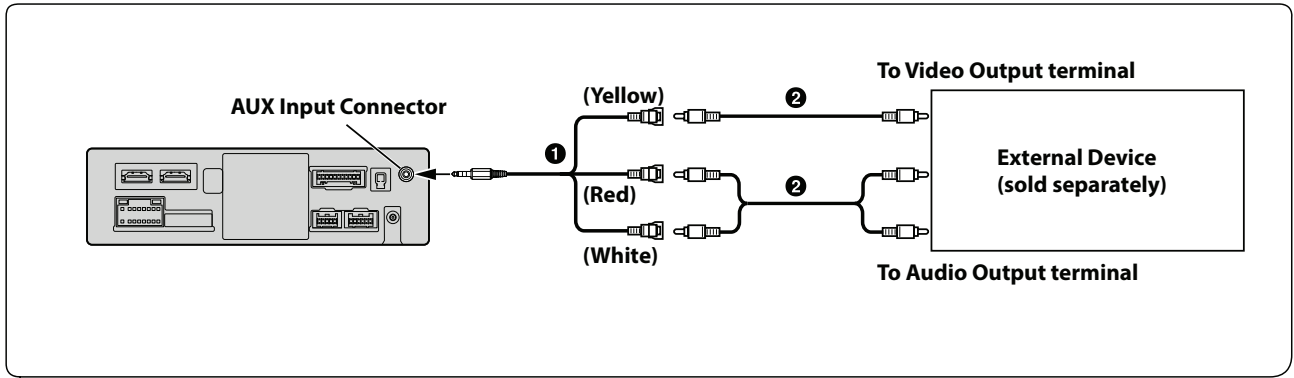 To Video Output terminal
(Yellow)
❷
AUX Input Connector
❶
External Device
(sold separately)
(Red)
❷
(White)
To Audio Output terminal